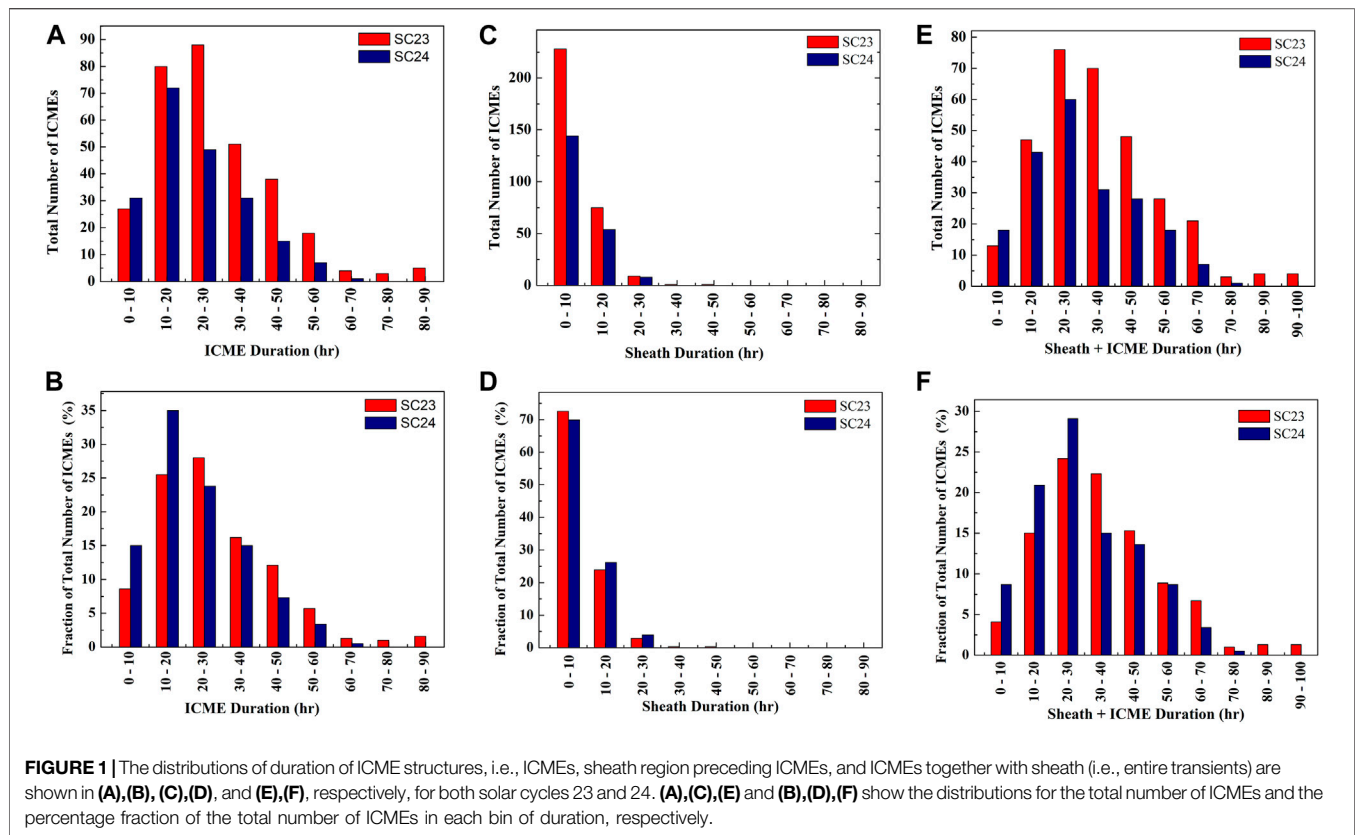 A
90
80
70
60
50
40
30
20
10
0
Total Number of ICMEs
SC23
SC24
0 - 10
10 - 20
20 - 30
30 - 40
40 - 50
50 - 60
60 - 70
70 - 80
80 - 90
ICME Duration (hr)
C
200
150
100
50
0
Total Number of ICMEs
SC23
SC24
0 - 10
10 - 20
20 - 30
30 - 40
40 - 50
50 - 60
60 - 70
70 - 80
80 - 90
Sheath Duration (hr)
E
80
70
60
50
40
30
20
10
0
Total Number of ICMEs
SC23
SC24
0 - 10
10 - 20
20 - 30
30 - 40
40 - 50
50 - 60
60 - 70
70 - 80
80 - 90
90 -100
Sheath + ICME Duration (hr)
B
35
30
25
20
15
10
5
0
Fraction of Total Number of ICMEs (%)
SC23
SC24
0 - 10
10 - 20
20 - 30
30 - 40
40 - 50
50 - 60
60 - 70
70 - 80
80 - 90
ICME Duration (hr)
D
70
60
50
40
30
20
10
0
Fraction of Total Number of ICMEs (%)
SC23
SC24
0 - 10
10 - 20
20 - 30
30 - 40
40 - 50
50 - 60
60 - 70
70 - 80
80 - 90
Sheath Duration (hr)
F
30
25
20
15
10
5
0
Fraction of Total Number of ICMEs (%)
SC23
SC24
0 - 10
10 - 20
20 - 30
30 - 40
40 - 50
50 - 60
60 - 70
70 - 80
80 - 90
90 - 100
Sheath + ICME Duration (hr)
FIGURE 1 | The distributions of duration of ICME structures, i.e., ICMEs, sheath region preceding ICMEs, and ICMEs together with sheath (i.e., entire transients) are
shown in (A),(B), (C),(D), and (E),(F), respectively, for both solar cycles 23 and 24. (A),(C),(E) and (B),(D),(F) show the distributions for the total number of ICMEs and the
percentage fraction of the total number of ICMEs in each bin of duration, respectively.